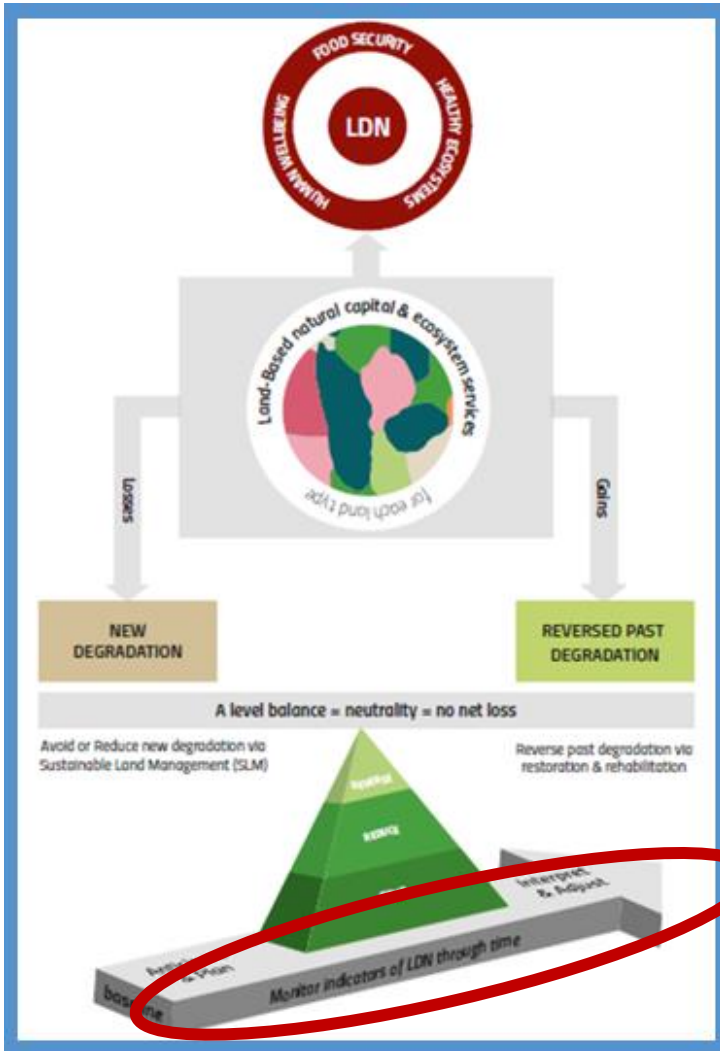 FOOD SECURITY
HUMAN WELLBEING
HEALTHY ECOSYSTEMS
LDN
Land-Based natural capital & ecosystem services
for each land type
Losses
Gains
NEW
DEGRADATION
REVERSED PAST
DEGRADATION
A level balance = neutrality = no net loss
Avoid or Reduce new degradation via
Sustainable Land Management (SLM)
Reverse past degradation via
restoration & rehabilitation
REDUCE
Interpret
& Adjust
& Plan
Monitor indicators of LDN through time
baseline